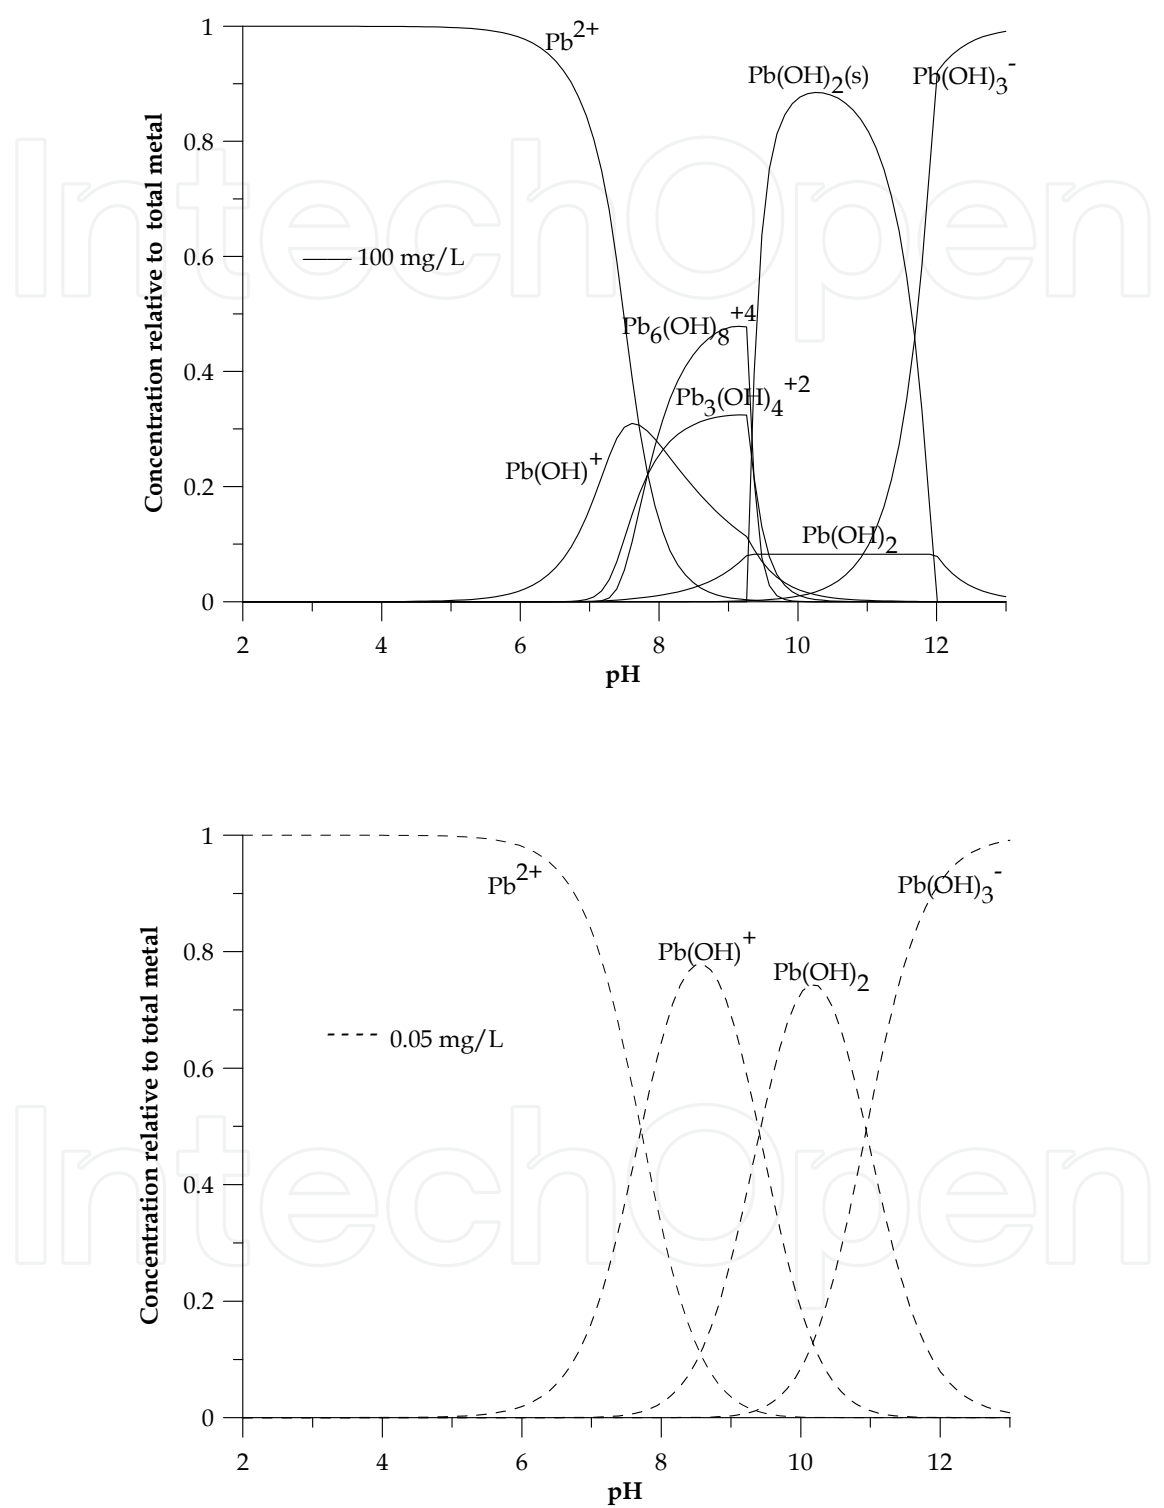 1
Pb2+
Pb(OH)2(s)
Pb(OH)3-
0.8
0.6
100 mg/L
Pb6(OH)8+4
0.4
Pb3(OH)4+2
Pb(OH)+
0.2
Pb(OH)2
0
2 4 6 8 10 12
pH
Concentration relative to total metal
1
Pb2+
Pb(OH)3-
Pb(OH)+
0.8
Pb(OH)2
0.05 mg/L
0.6
0.4
0.2
0
2 4 6 8 10 12
pH
Concentration relative to total metal
IntechOpen
IntechOpen